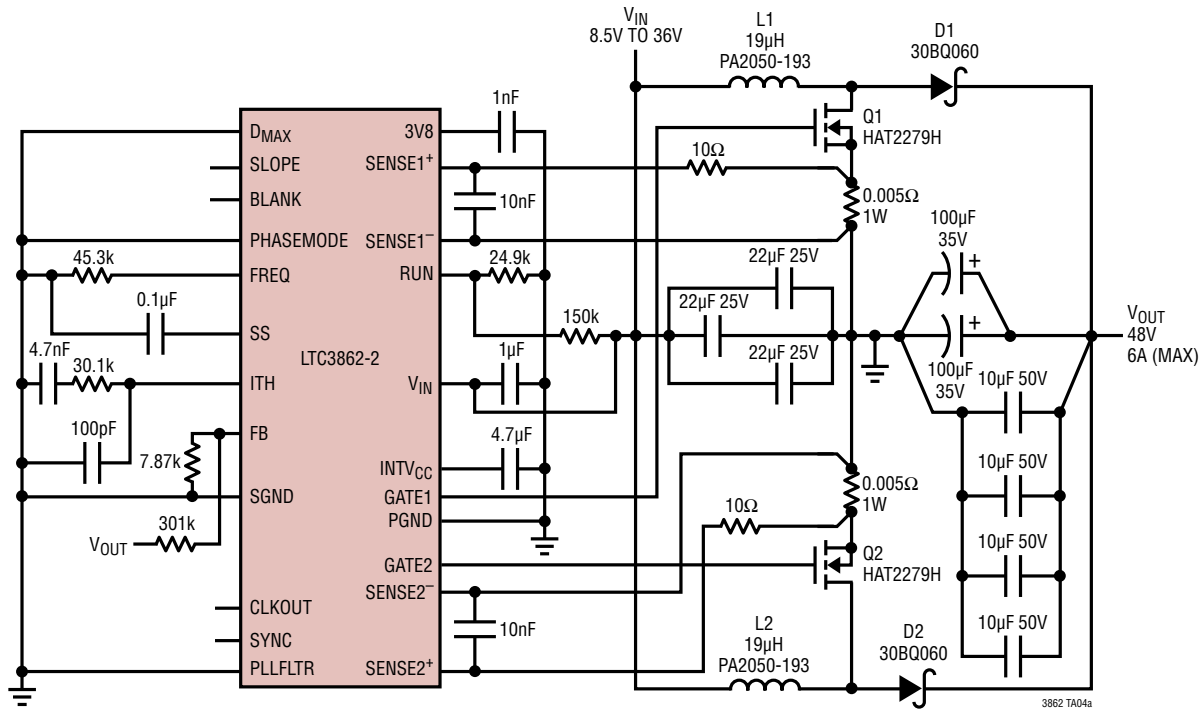 V_IN
8.5V TO 36V
L1
19µH
PA2050-193
D1
30BQ060
1nF
D_MAX
3V8
Q1
HAT2279H
SLOPE
SENSE1+
10Ω
BLANK
10nF
0.005Ω
1W
PHASEMODE
SENSE1–
100µF
35V
+
45.3k
FREQ
RUN
24.9k
22µF 25V
0.1µF
SS
150k
22µF 25V
+
V_OUT
48V
6A (MAX)
LTC3862-2
4.7nF
30.1k
ITH
V_IN
1µF
22µF 25V
100µF
35V
10µF 50V
100pF
7.87k
FB
4.7µF
INTV_CC
10µF 50V
SGND
GATE1
0.005Ω
1W
PGND
10Ω
V_OUT
301k
10µF 50V
GATE2
Q2
HAT2279H
SENSE2–
CLKOUT
10nF
10µF 50V
SYNC
L2
19µH
PA2050-193
D2
30BQ060
PLLFLTR
SENSE2+
3862 TA04a